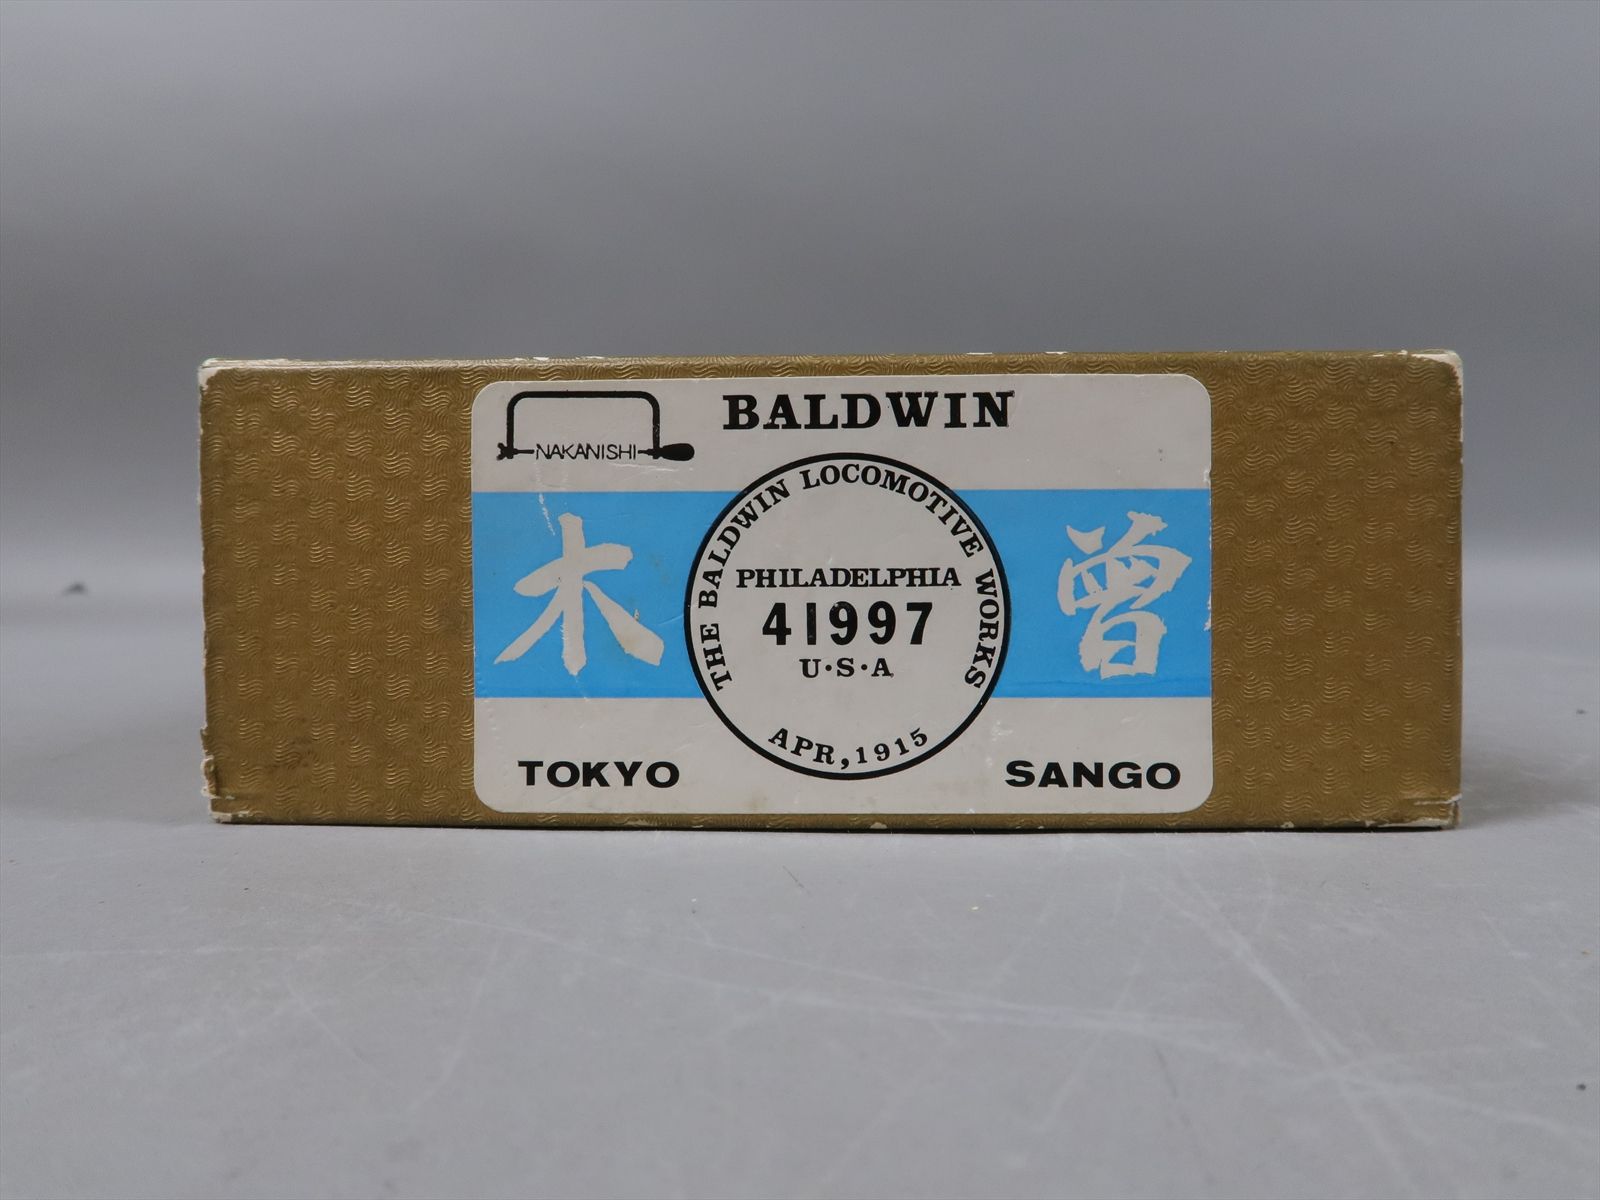 NAKANISHI
BALDWIN
THE BALDWIN LOCOMOTIVE WORKS
PHILADELPHIA
41997
U·S·A
APR, 1915
木 曽
TOKYO SANGO